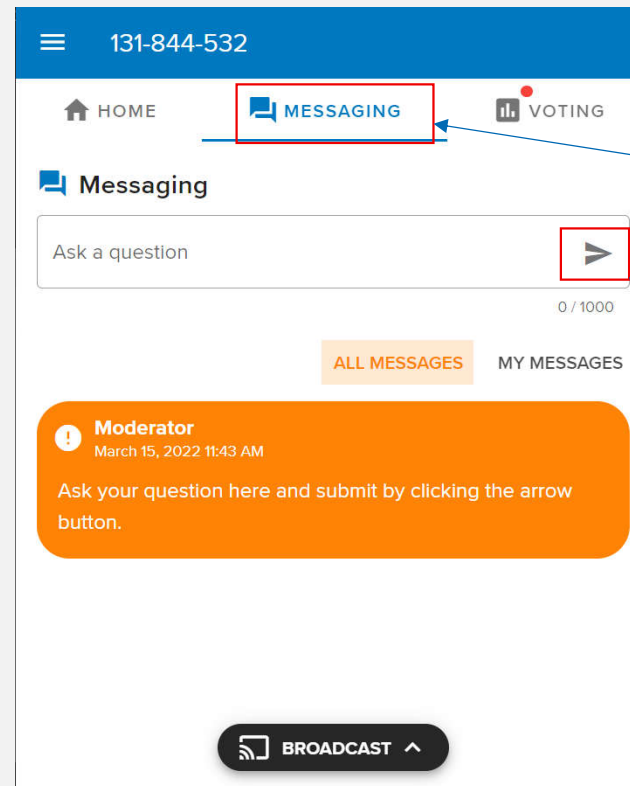 131-844-532
HOME MESSAGING VOTING
Messaging
Ask a question
0 / 1000
ALL MESSAGES MY MESSAGES
Moderator
March 15, 2022 11:43 AM
Ask your question here and submit by clicking the arrow
button.
BROADCAST